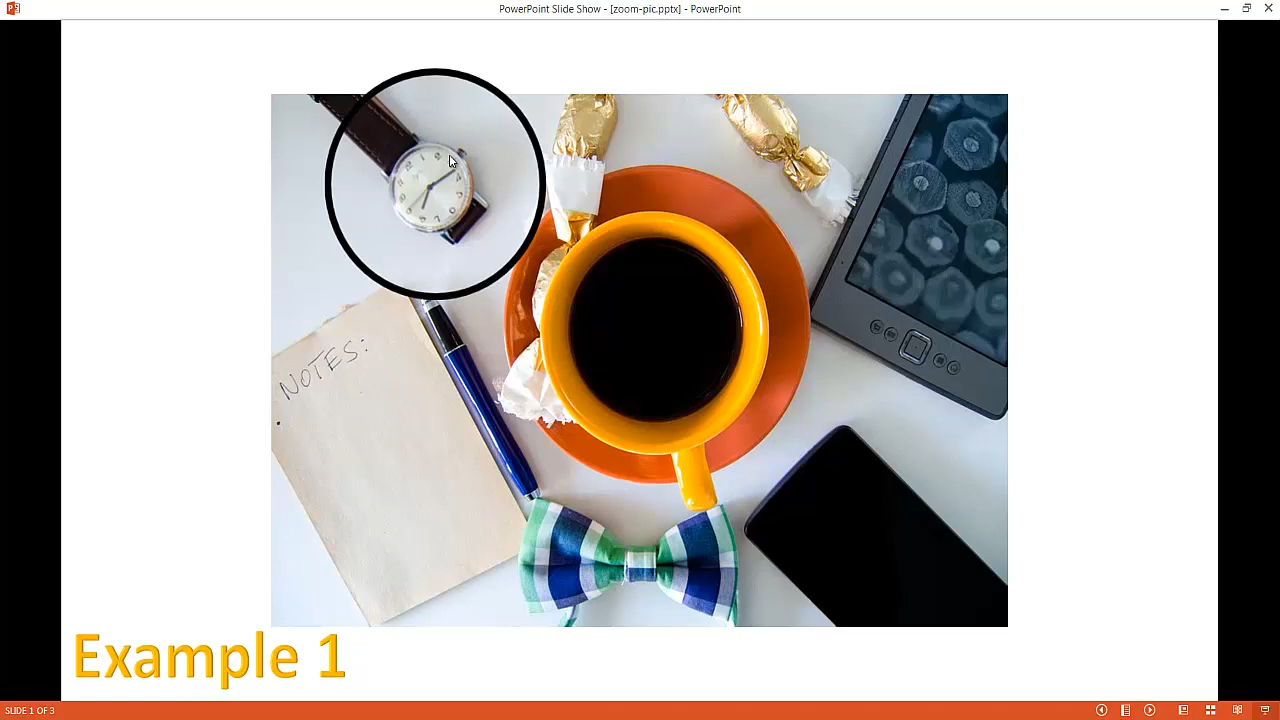 PowerPoint Slide Show - [zoom-pic.pptx] - PowerPoint
NOTES:
Example 1
SLIDE 1 OF 3